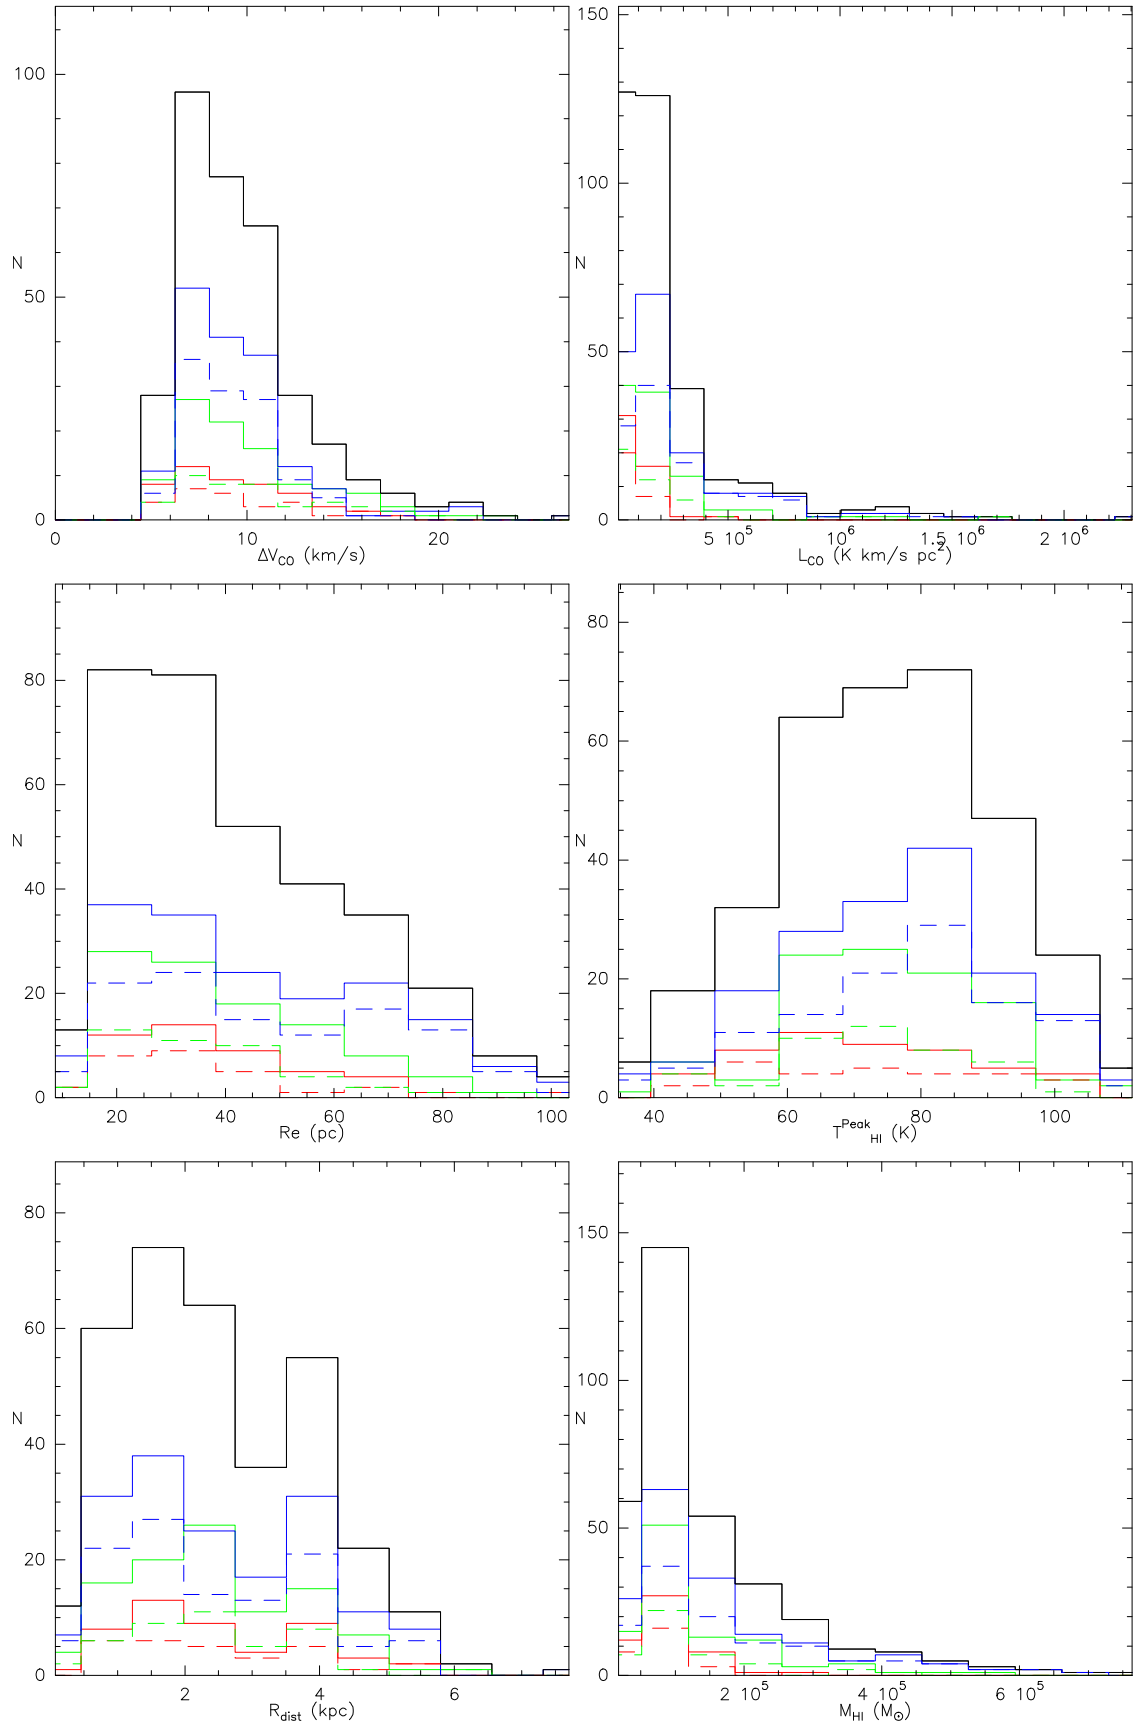 100
N
50
0
0 10 20
ΔV_CO (km/s)
150
100
N
50
0
5 10^5 10^6 1.5 10^6 2 10^6
L_CO (K km/s pc^2)
80
60
N
40
20
0
20 40 60 80 100
Re (pc)
80
60
N
40
20
0
40 60 80 100
T^Peak_HI (K)
80
60
N
40
20
0
2 4 6
R_dist (kpc)
150
100
N
50
0
2 10^5 4 10^5 6 10^5
M_HI (M_⊙)